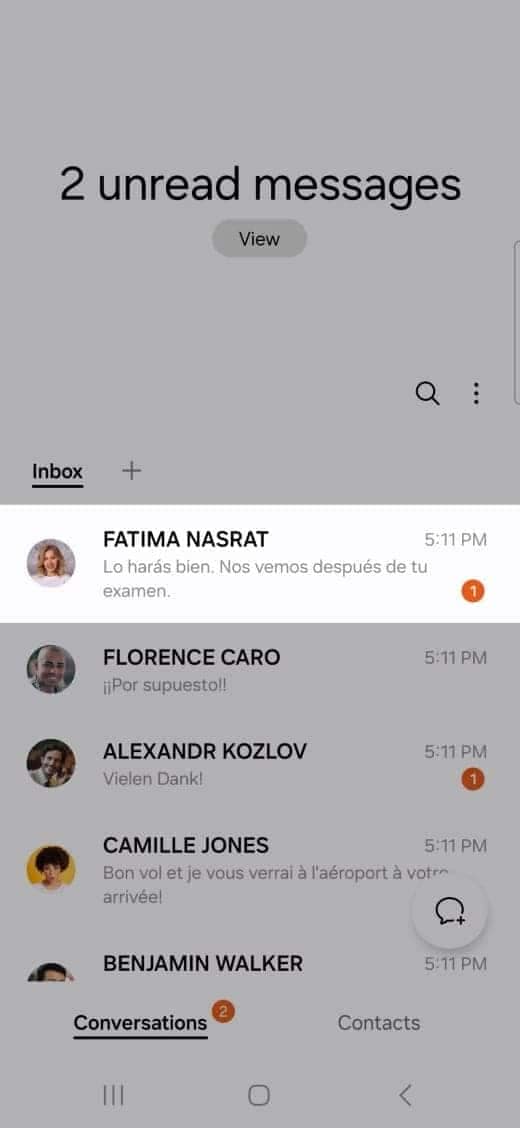 2 unread messages
View
Inbox
FATIMA NASRAT 5:11 PM
Lo harás bien. Nos vemos después de tu
examen. 1
FLORENCE CARO 5:11 PM
¡¡Por supuesto!!
ALEXANDR KOZLOV 5:11 PM
Vielen Dank! 1
CAMILLE JONES 5:11 PM
Bon vol et je vous verrai à l'aéroport à votre
arrivée!
BENJAMIN WALKER 5:11 PM
Conversations 2 Contacts